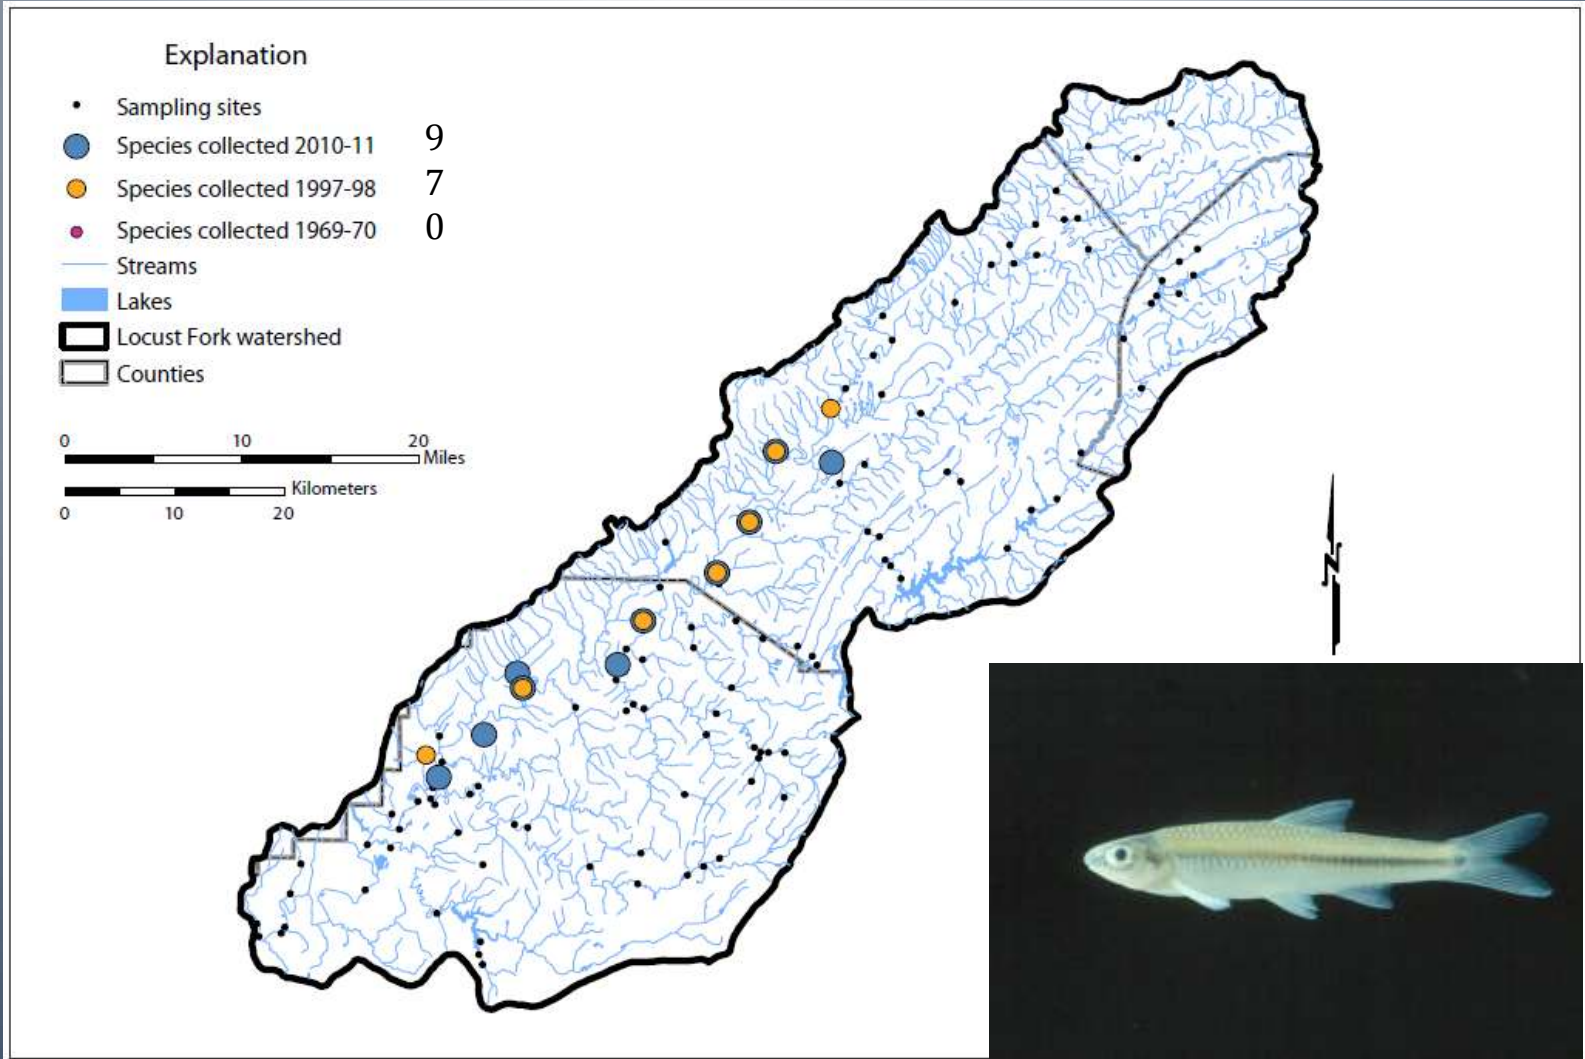 Explanation
Sampling sites
Species collected 2010-11 9
Species collected 1997-98 7
Species collected 1969-70 0
Streams
Lakes
Locust Fork watershed
Counties
0 10 20
Miles
Kilometers
0 10 20
N